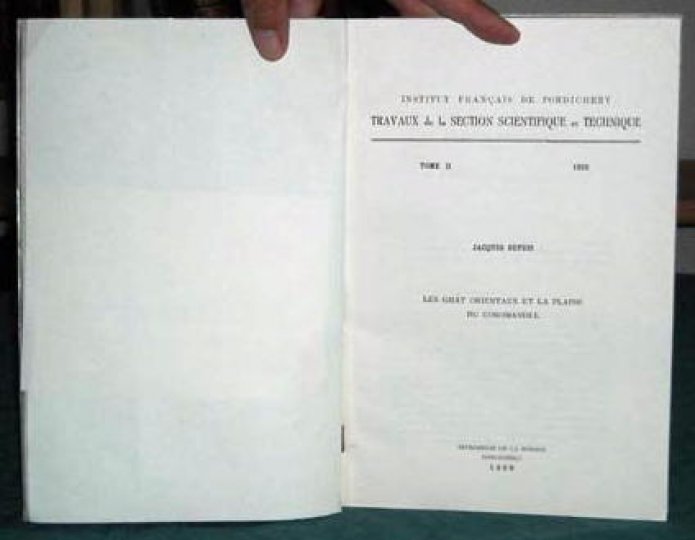 INSTITUT FRANÇAIS DE PONDICHERY
TRAVAUX de la SECTION SCIENTIFIQUE et TECHNIQUE
TOME II
JACQUES DUPUIS
LES GHAT ORIENTAUX ET LA PLAINE
DU COROMANDEL
IMPRIMERIE DE LA MISSION
PONDICHERY